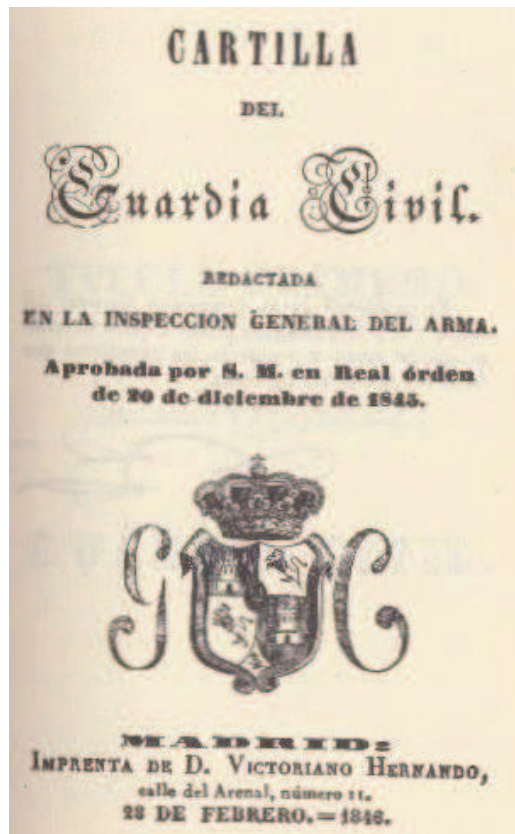 CARTILLA
DEL
Guardia Civil.
REDACTADA
EN LA INSPECCION GENERAL DEL ARMA.
Aprobada por S. M. en Real órden
de 20 de diciembre de 1845.
G C
MADRID:
IMPRENTA DE D. VICTORIANO HERNANDO,
calle del Arenal, número 11.
28 DE FEBRERO.=1846.